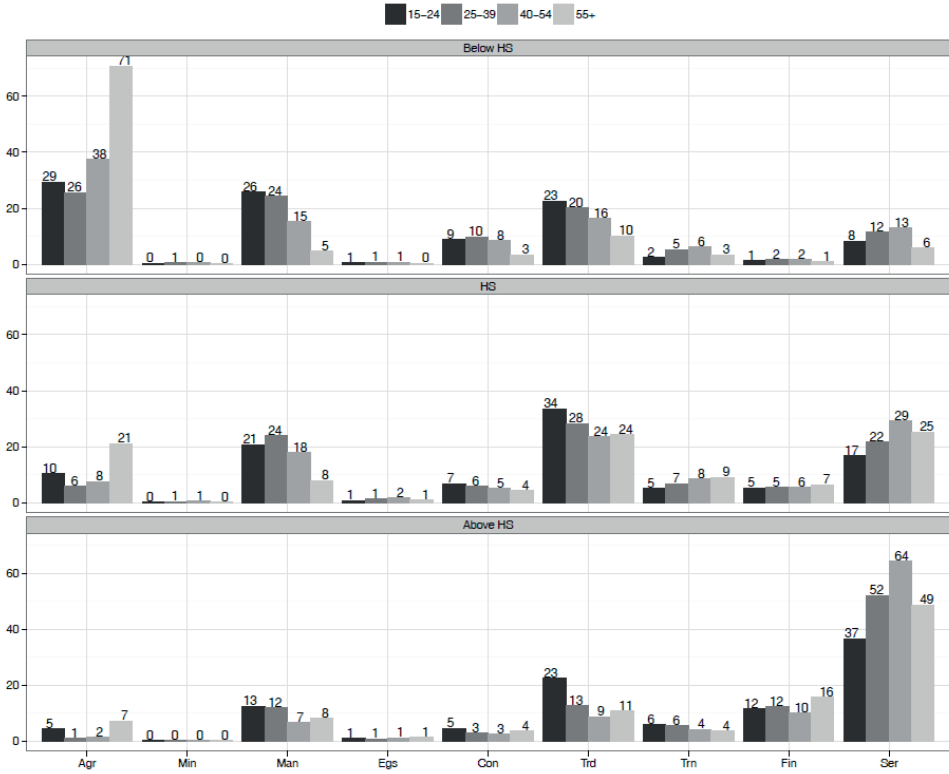 15-24 25-39 40-54 55+
Below HS
60
40
20
0
29 26 38 71 0 1 0 0 26 24 15 5 1 1 1 0 9 10 8 3 23 20 16 10 2 5 6 3 1 2 2 1 8 12 13 6
HS
60
40
20
0
10 6 8 21 0 1 1 0 21 24 18 8 1 1 2 1 7 6 5 4 34 28 24 24 5 7 8 9 5 5 6 7 17 22 29 25
Above HS
60
40
20
0
5 1 2 7 0 0 0 0 13 12 7 8 1 1 1 1 5 3 3 4 23 13 9 11 6 6 4 4 12 12 10 16 37 52 64 49
Agr Min Man Egs Con Trd Trn Fin Ser